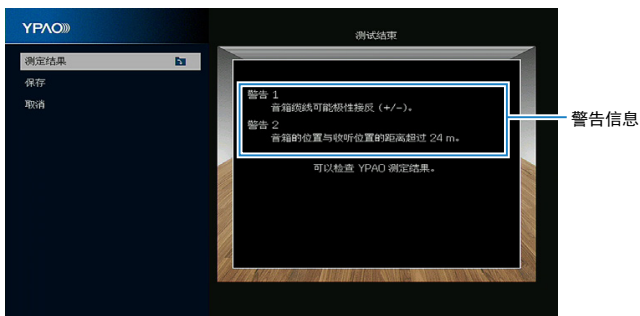 YPAO
测试结束
测定结果
保存
取消
警告 1
音箱缆线可能极性接反 (+/-)。
警告 2
音箱的位置与收听位置的距离超过 24 m。
可以检查 YPAO 测定结果。
警告信息